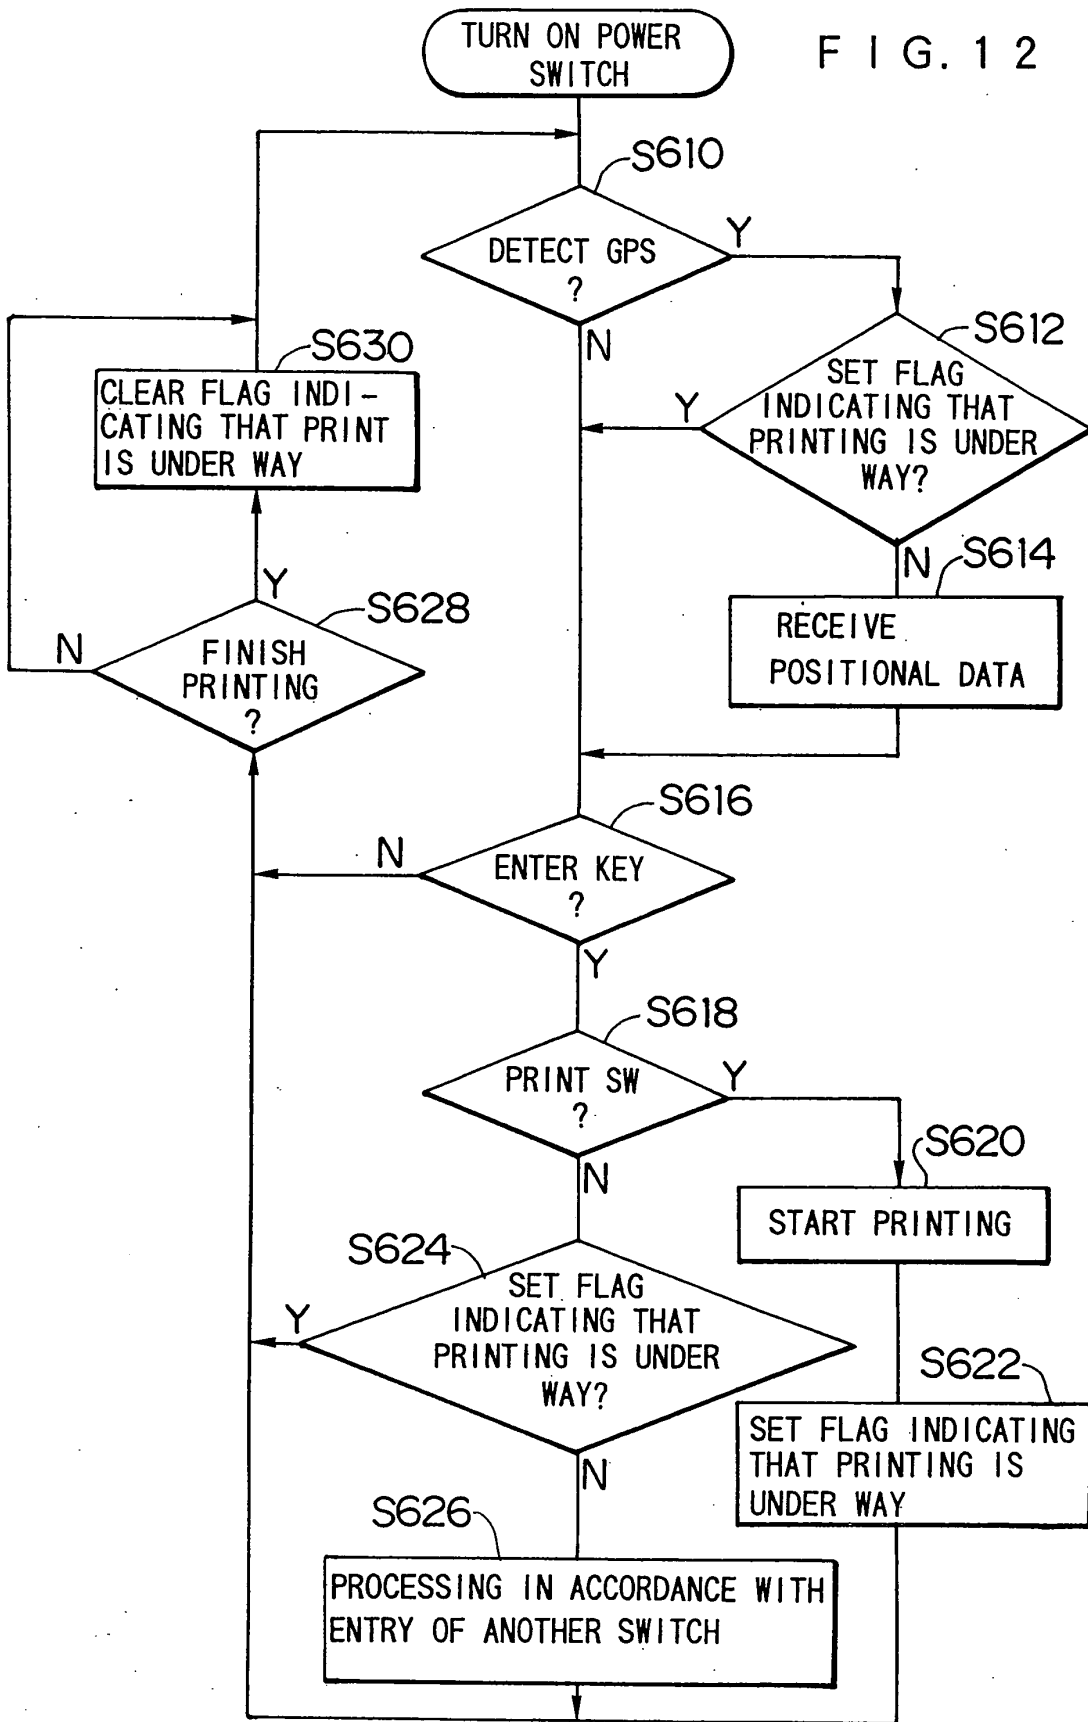 FIG. 12
TURN ON POWER
SWITCH
S610
DETECT GPS
?
Y
N
S612
SET FLAG
INDICATING THAT
PRINTING IS UNDER
WAY?
Y
N
S614
RECEIVE
POSITIONAL DATA
S630
CLEAR FLAG INDI-
CATING THAT PRINT
IS UNDER WAY
Y
S628
N
FINISH
PRINTING
?
S616
N
ENTER KEY
?
Y
S618
PRINT SW
?
Y
N
S620
START PRINTING
S624
SET FLAG
INDICATING THAT
PRINTING IS UNDER
WAY?
Y
N
S622
SET FLAG INDICATING
THAT PRINTING IS
UNDER WAY
S626
PROCESSING IN ACCORDANCE WITH
ENTRY OF ANOTHER SWITCH